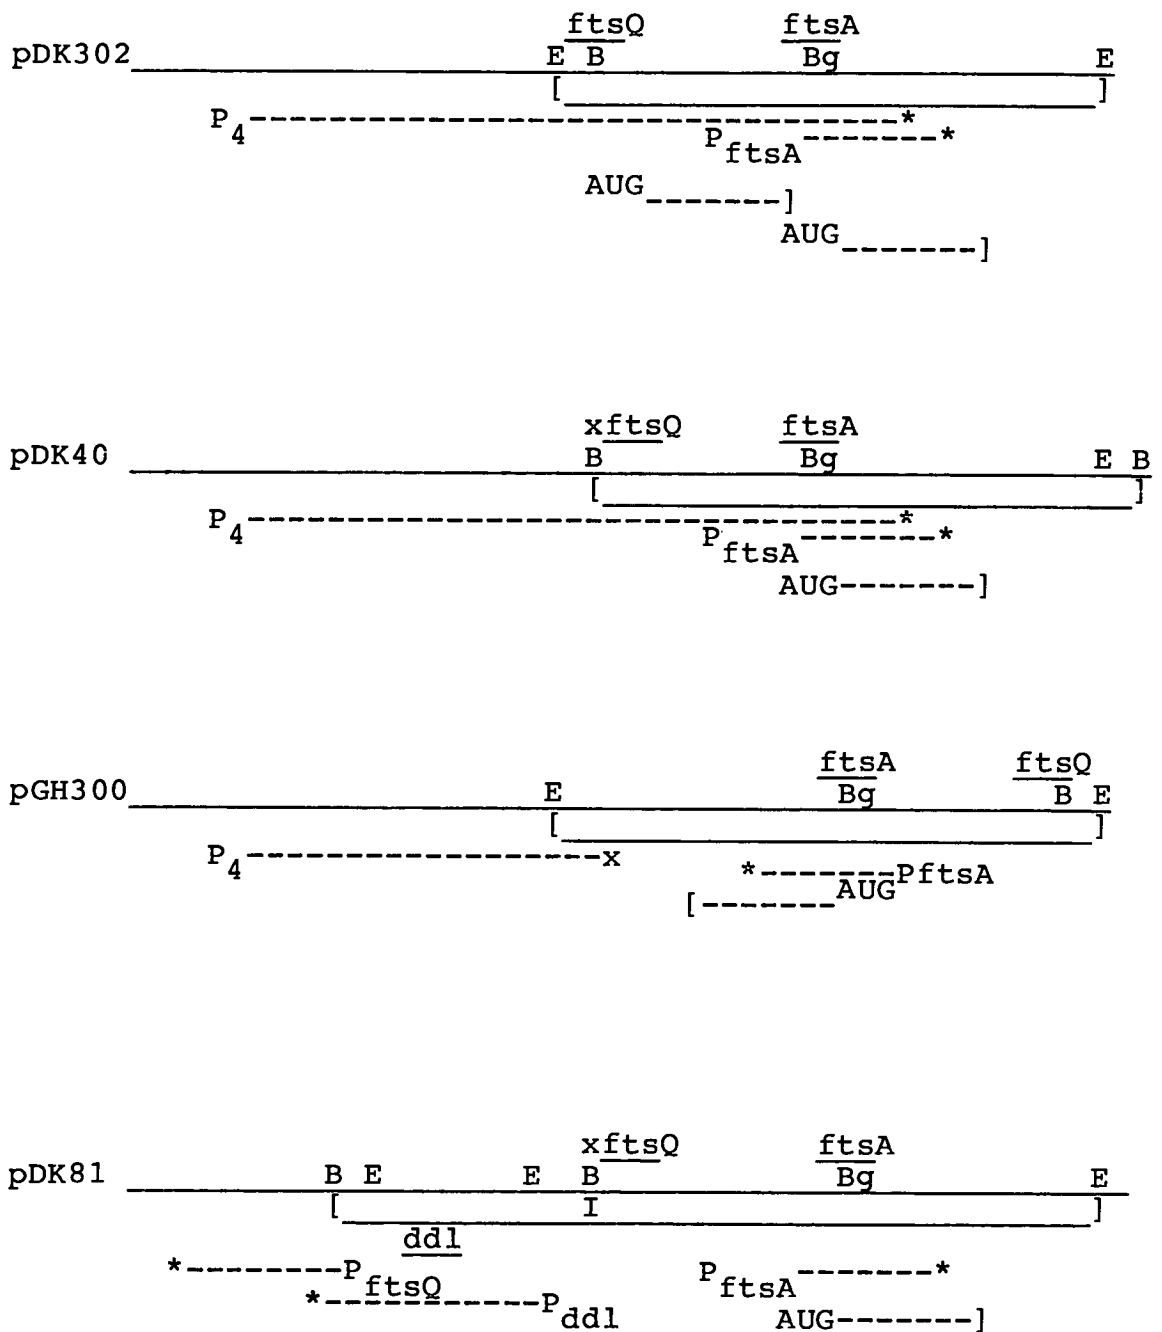 ftsQ ftsA
pDK302 E B Bg E
[ ]
P4--------------------------------*
PftsA-------*
AUG-------]
AUG-------]
xftsQ ftsA
pDK40 B Bg E B
[ ]
P4--------------------------------*
PftsA-------*
AUG-------]
ftsA ftsQ
pGH300 E Bg B E
[ ]
P4------------------x
*-------PftsA
[-------AUG
xftsQ ftsA
pDK81 B E E B Bg E
[ I ]
ddl
*--------PftsQ PftsA-------*
*-----------Pddl AUG-------]